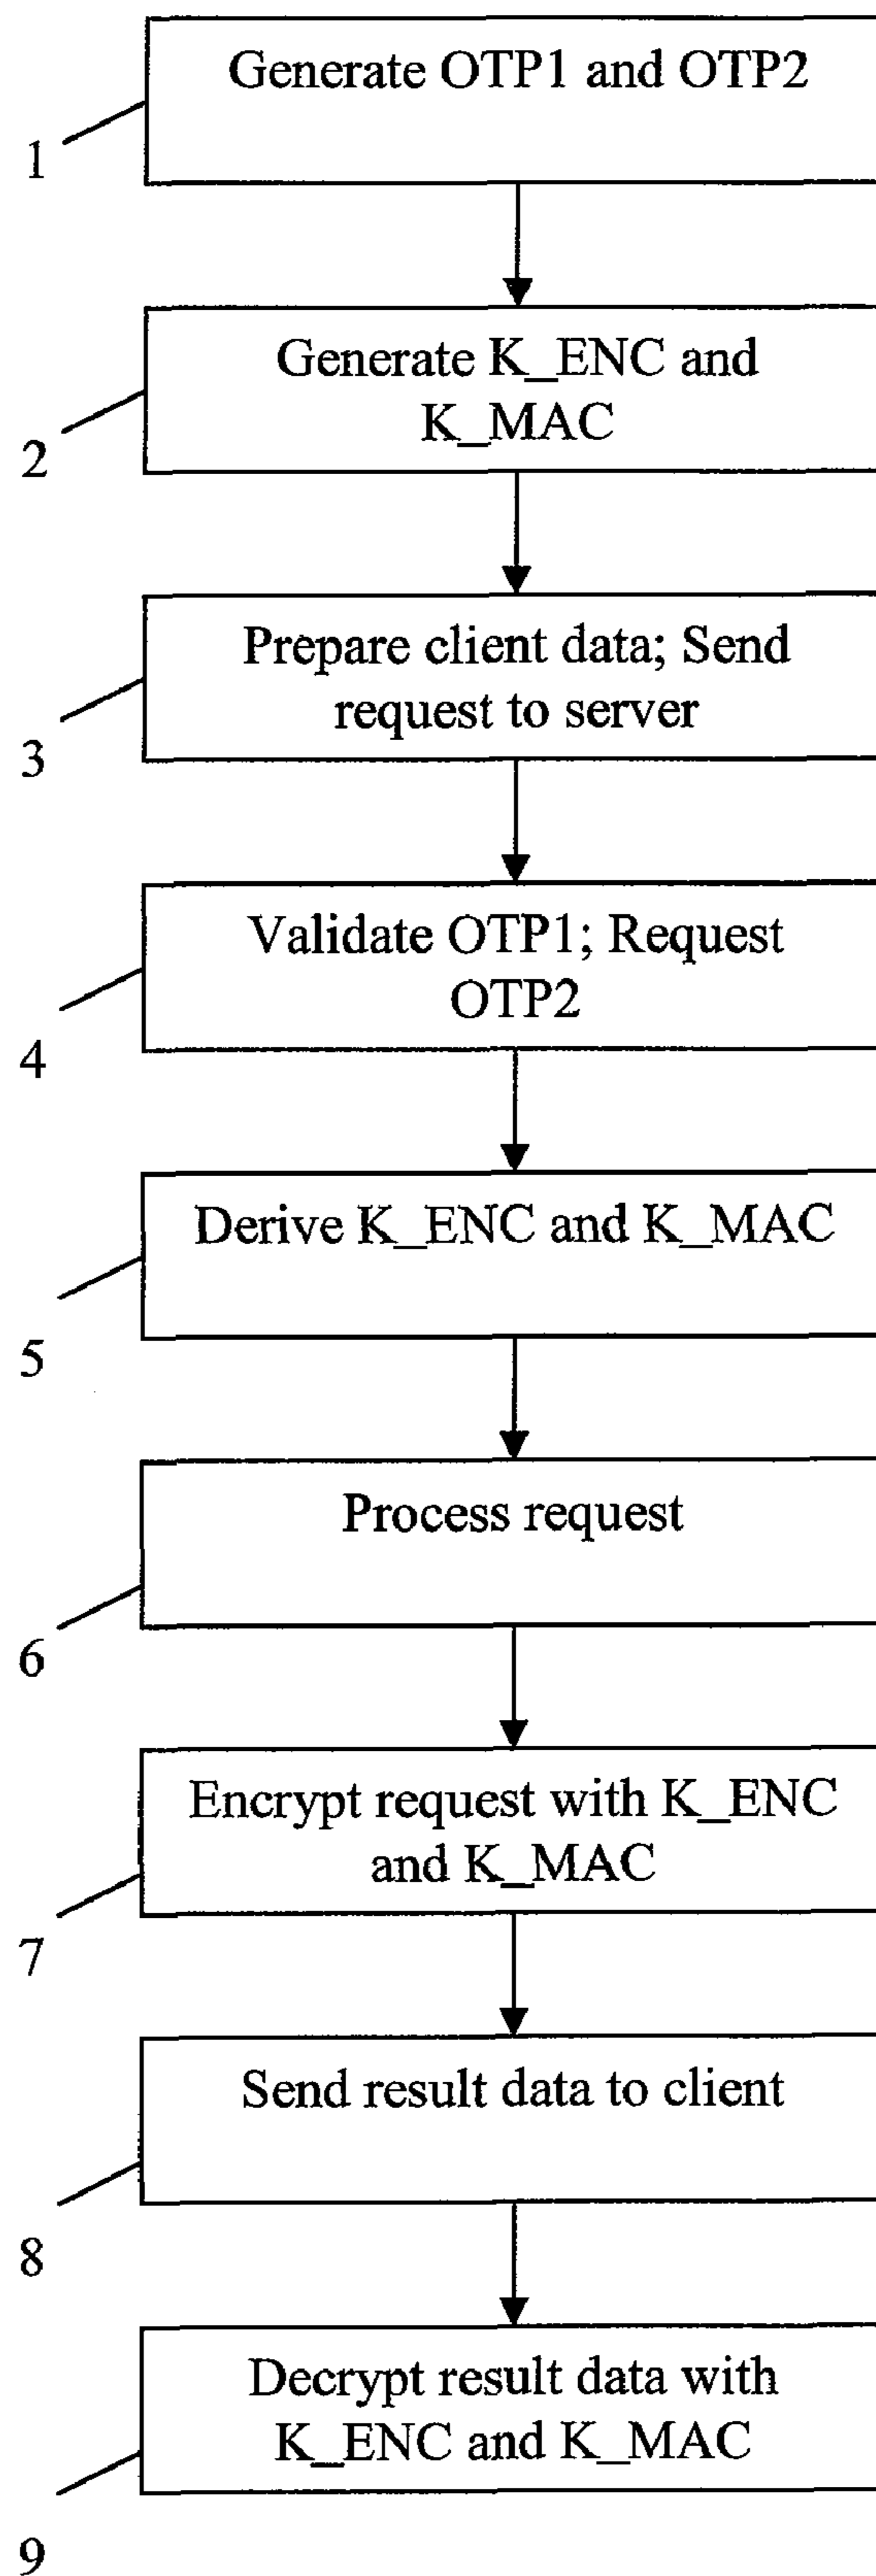 Generate OTP1 and OTP2
1
Generate K_ENC and
K_MAC
2
Prepare client data; Send
request to server
3
Validate OTP1; Request
OTP2
4
Derive K_ENC and K_MAC
5
Process request
6
Encrypt request with K_ENC
and K_MAC
7
Send result data to client
8
Decrypt result data with
K_ENC and K_MAC
9